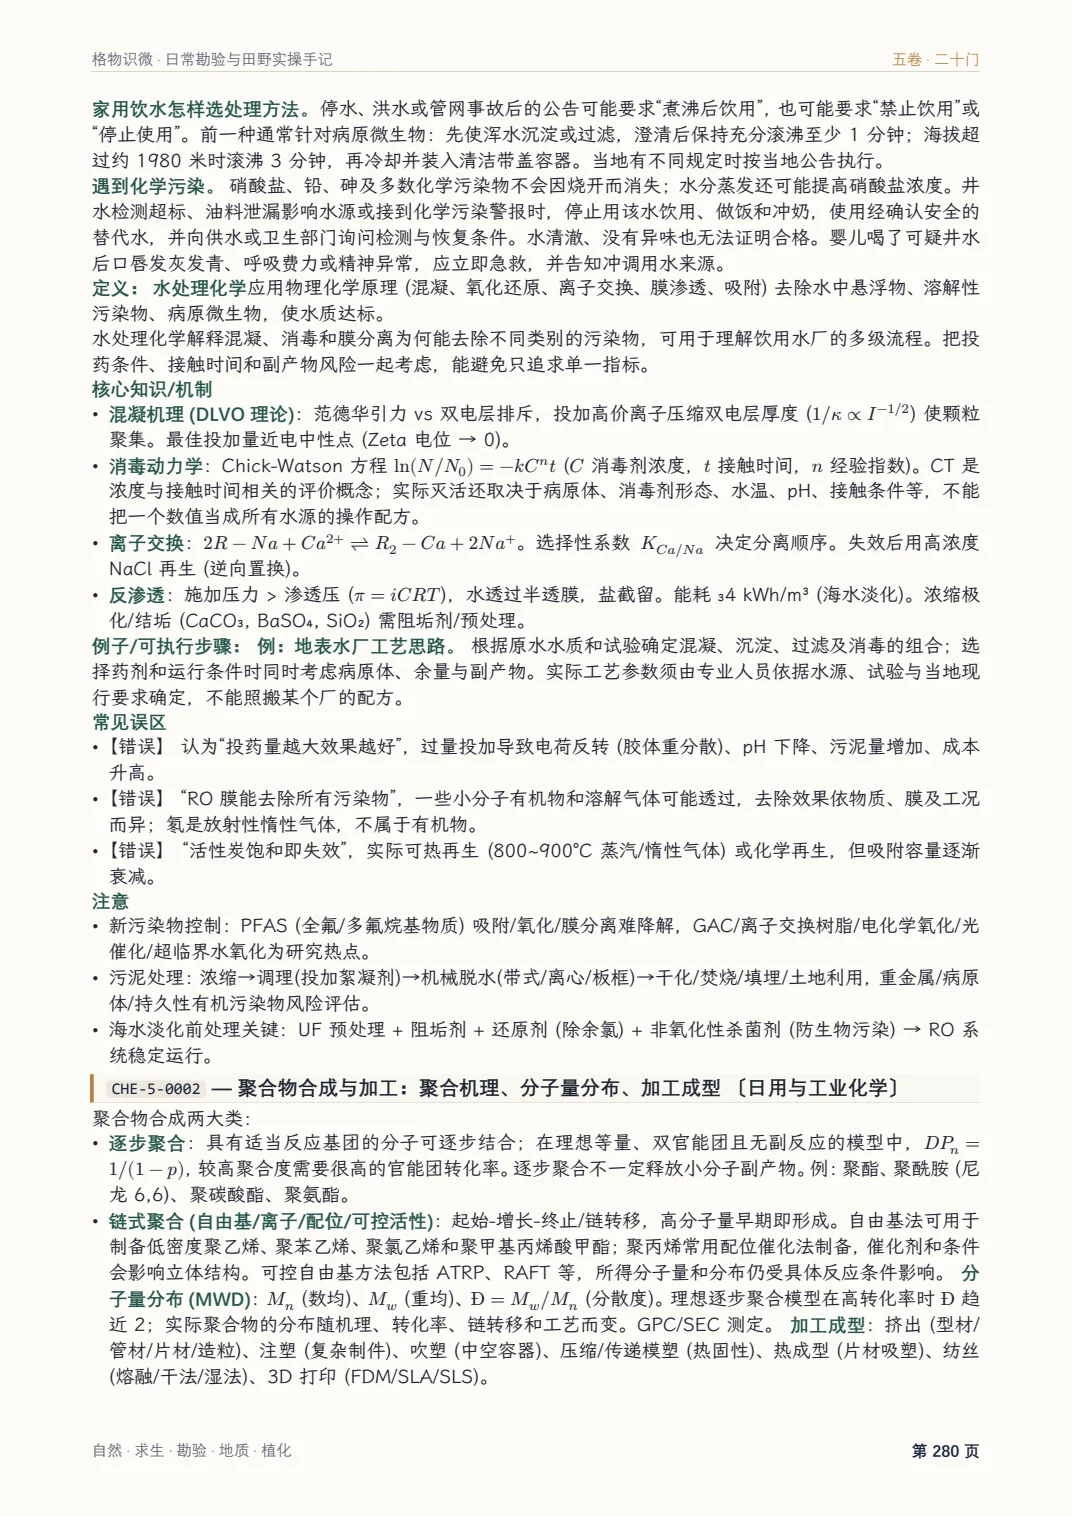 格物识微 · 日常勘验与田野实操手记
五卷 · 二十门
家用饮水怎样选处理方法。停水、洪水或管网事故后的公告可能要求“煮沸后饮用”，也可能要求“禁止饮用”或
“停止使用”。前一种通常针对病原微生物：先使浑水沉淀或过滤，澄清后保持充分滚沸至少 1 分钟；海拔超
过约 1980 米时滚沸 3 分钟，再冷却并装入清洁带盖容器。当地有不同规定时按当地公告执行。
遇到化学污染。硝酸盐、铅、砷及多数化学污染物不会因烧开而消失；水分蒸发还可能提高硝酸盐浓度。井
水检测超标、油料泄漏影响水源或接到化学污染警报时，停止用该水饮用、做饭和冲奶，使用经确认安全的
替代水，并向供水或卫生部门询问检测与恢复条件。水清澈、没有异味也无法证明合格。婴儿喝了可疑井水
后口唇发灰发青、呼吸费力或精神异常，应立即急救，并告知冲调用水来源。
定义：水处理化学应用物理化学原理 (混凝、氧化还原、离子交换、膜渗透、吸附) 去除水中悬浮物、溶解性
污染物、病原微生物，使水质达标。
水处理化学解释混凝、消毒和膜分离为何能去除不同类别的污染物，可用于理解饮用水厂的多级流程。把投
药条件、接触时间和副产物风险一起考虑，能避免只追求单一指标。
核心知识/机制
• 混凝机理 (DLVO 理论)：范德华引力 vs 双电层排斥，投加高价离子压缩双电层厚度 (1/κ ∝ I⁻¹/²) 使颗粒
聚集。最佳投加量近电中性点 (Zeta 电位 → 0)。
• 消毒动力学：Chick-Watson 方程 ln(N/N₀) = −kCⁿt (C 消毒剂浓度，t 接触时间，n 经验指数)。CT 是
浓度与接触时间相关的评价概念；实际灭活还取决于病原体、消毒剂形态、水温、pH、接触条件等，不能
把一个数值当成所有水源的操作配方。
• 离子交换：2R − Na + Ca²⁺ ⇌ R₂ − Ca + 2Na⁺。选择性系数 K_{Ca/Na} 决定分离顺序。失效后用高浓度
NaCl 再生 (逆向置换)。
• 反渗透：施加压力 > 渗透压 (π = iCRT)，水透过半透膜，盐截留。能耗 ₃4 kWh/m³ (海水淡化)。浓缩极
化/结垢 (CaCO₃, BaSO₄, SiO₂) 需阻垢剂/预处理。
例子/可执行步骤：例：地表水厂工艺思路。根据原水水质和试验确定混凝、沉淀、过滤及消毒的组合；选
择药剂和运行条件时同时考虑病原体、余量与副产物。实际工艺参数须由专业人员依据水源、试验与当地现
行要求确定，不能照搬某个厂的配方。
常见误区
•【错误】 认为“投药量越大效果越好”，过量投加导致电荷反转 (胶体重分散)、pH 下降、污泥量增加、成本
升高。
•【错误】 “RO 膜能去除所有污染物”，一些小分子有机物和溶解气体可能透过，去除效果依物质、膜及工况
而异；氡是放射性惰性气体，不属于有机物。
•【错误】 “活性炭饱和即失效”，实际可热再生 (800~900°C 蒸汽/惰性气体) 或化学再生，但吸附容量逐渐
衰减。
注意
• 新污染物控制：PFAS (全氟/多氟烷基物质) 吸附/氧化/膜分离难降解，GAC/离子交换树脂/电化学氧化/光
催化/超临界水氧化为研究热点。
• 污泥处理：浓缩→调理(投加絮凝剂)→机械脱水(带式/离心/板框)→干化/焚烧/填埋/土地利用，重金属/病原
体/持久性有机污染物风险评估。
• 海水淡化前处理关键：UF 预处理 + 阻垢剂 + 还原剂 (除余氯) + 非氧化性杀菌剂 (防生物污染) → RO 系
统稳定运行。
CHE-5-0002 — 聚合物合成与加工：聚合机理、分子量分布、加工成型 〔日用与工业化学〕
聚合物合成两大类：
• 逐步聚合：具有适当反应基团的分子可逐步结合；在理想等量、双官能团且无副反应的模型中，DPₙ =
1/(1 − p)，较高聚合度需要很高的官能团转化率。逐步聚合不一定释放小分子副产物。例：聚酯、聚酰胺 (尼
龙 6,6)、聚碳酸酯、聚氨酯。
• 链式聚合 (自由基/离子/配位/可控活性)：起始-增长-终止/链转移，高分子量早期即形成。自由基法可用于
制备低密度聚乙烯、聚苯乙烯、聚氯乙烯和聚甲基丙烯酸甲酯；聚丙烯常用配位催化法制备，催化剂和条件
会影响立体结构。可控自由基方法包括 ATRP、RAFT 等，所得分子量和分布仍受具体反应条件影响。 分
子量分布 (MWD)：Mₙ (数均)、M_w (重均)、Đ = M_w/Mₙ (分散度)。理想逐步聚合模型在高转化率时 Đ 趋
近 2；实际聚合物的分布随机理、转化率、链转移和工艺而变。GPC/SEC 测定。 加工成型：挤出 (型材/
管材/片材/造粒)、注塑 (复杂制件)、吹塑 (中空容器)、压缩/传递模塑 (热固性)、热成型 (片材吸塑)、纺丝
(熔融/干法/湿法)、3D 打印 (FDM/SLA/SLS)。
自然 · 求生 · 勘验 · 地质 · 植化
第 280 页